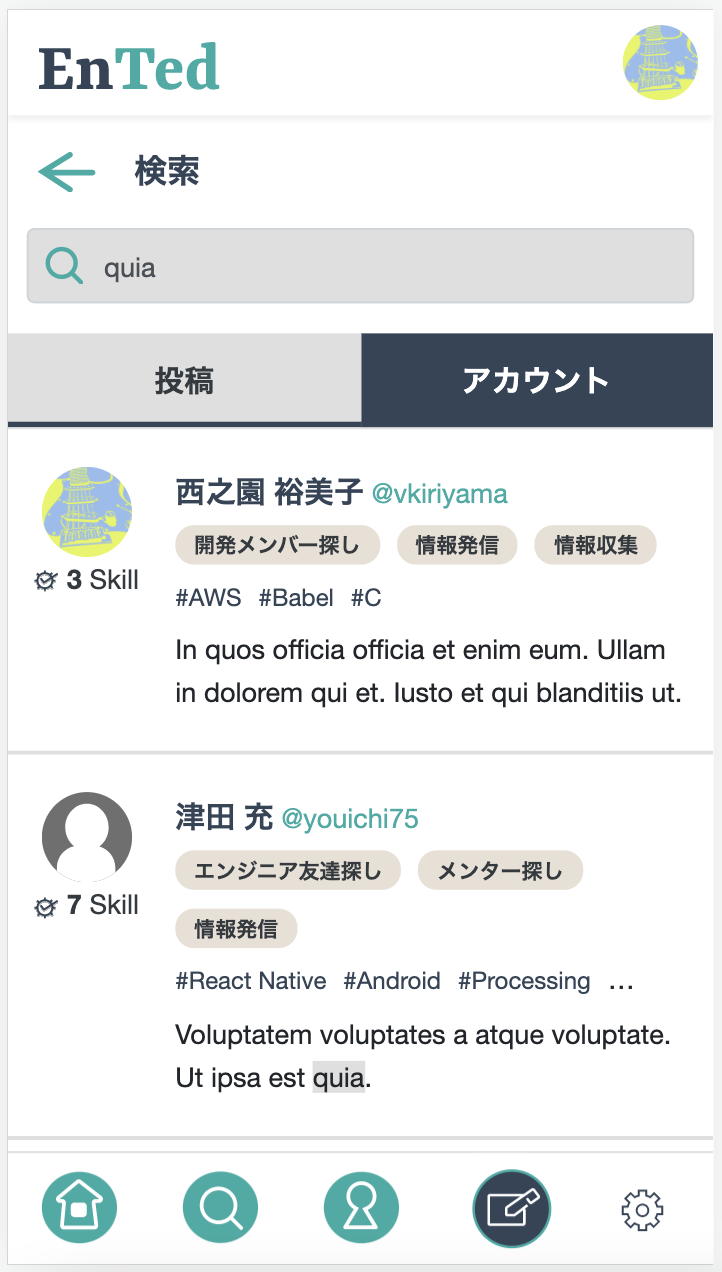 EnTed
検索
quia
投稿 アカウント
西之園 裕美子 @vkiriyama
開発メンバー探し 情報発信 情報収集
3 Skill
#AWS #Babel #C
In quos officia officia et enim eum. Ullam
in dolorem qui et. Iusto et qui blanditiis ut.
津田 充 @youichi75
エンジニア友達探し メンター探し
7 Skill
情報発信
#React Native #Android #Processing ...
Voluptatem voluptates a atque voluptate.
Ut ipsa est quia.